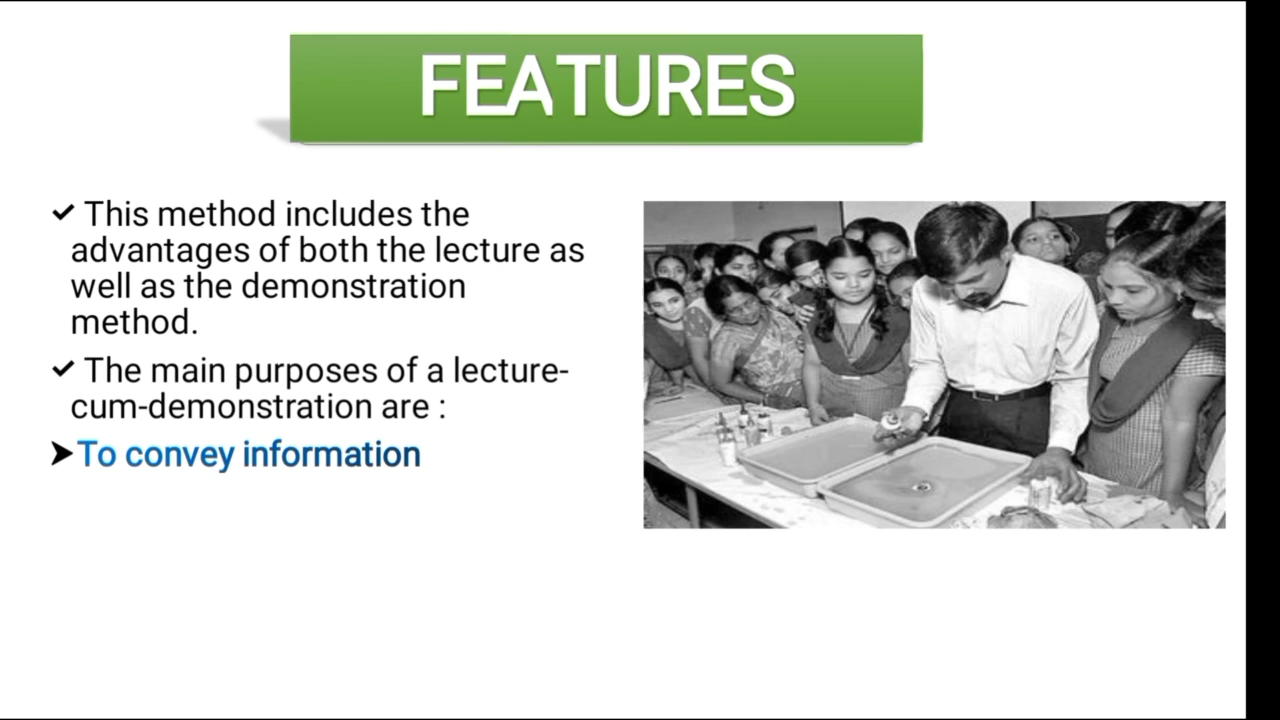 FEATURES
✔ This method includes the
advantages of both the lecture as
well as the demonstration
method.
✔ The main purposes of a lecture-
cum-demonstration are :
➤To convey information